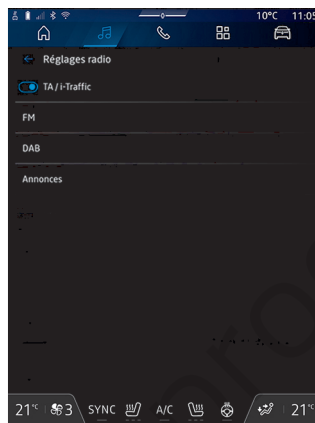 10°C 11:05
Réglages radio
TA / i-Traffic
FM
DAB
Annonces
21°C 3 SYNC A/C 21°C